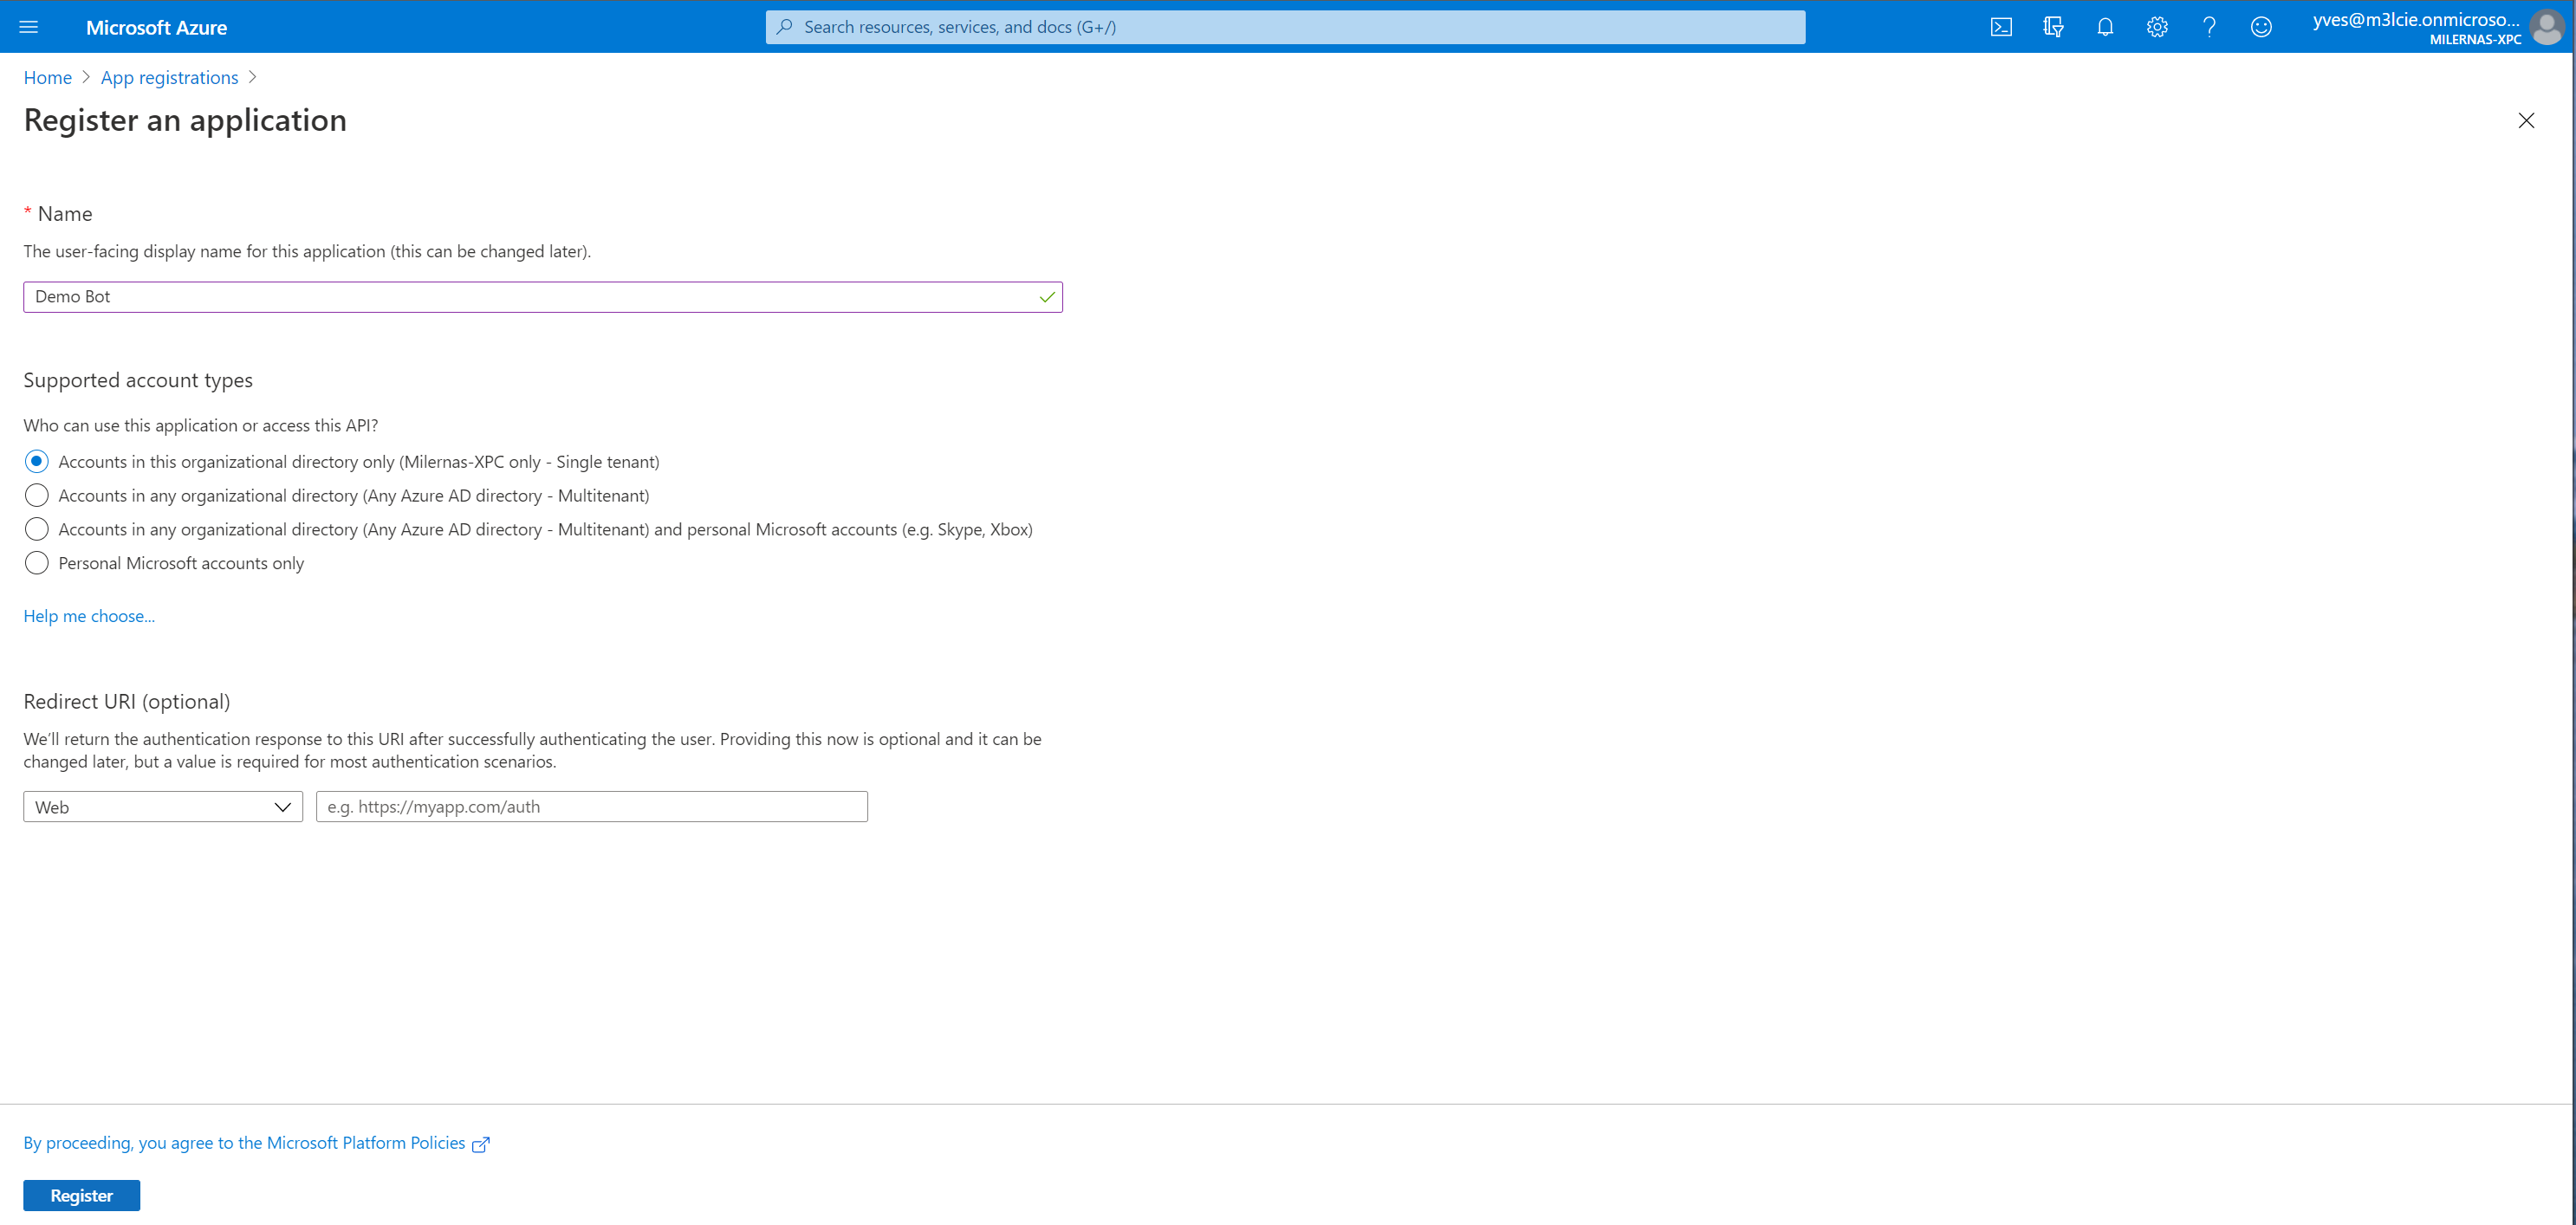 Microsoft Azure
Search resources, services, and docs (G+/)
yves@m3lcie.onmicroso...
MILERNAS-XPC
Home > App registrations >
Register an application
* Name
The user-facing display name for this application (this can be changed later).
Demo Bot
Supported account types
Who can use this application or access this API?
Accounts in this organizational directory only (Milernas-XPC only - Single tenant)
Accounts in any organizational directory (Any Azure AD directory - Multitenant)
Accounts in any organizational directory (Any Azure AD directory - Multitenant) and personal Microsoft accounts (e.g. Skype, Xbox)
Personal Microsoft accounts only
Help me choose...
Redirect URI (optional)
We'll return the authentication response to this URI after successfully authenticating the user. Providing this now is optional and it can be
changed later, but a value is required for most authentication scenarios.
Web
e.g. https://myapp.com/auth
By proceeding, you agree to the Microsoft Platform Policies
Register